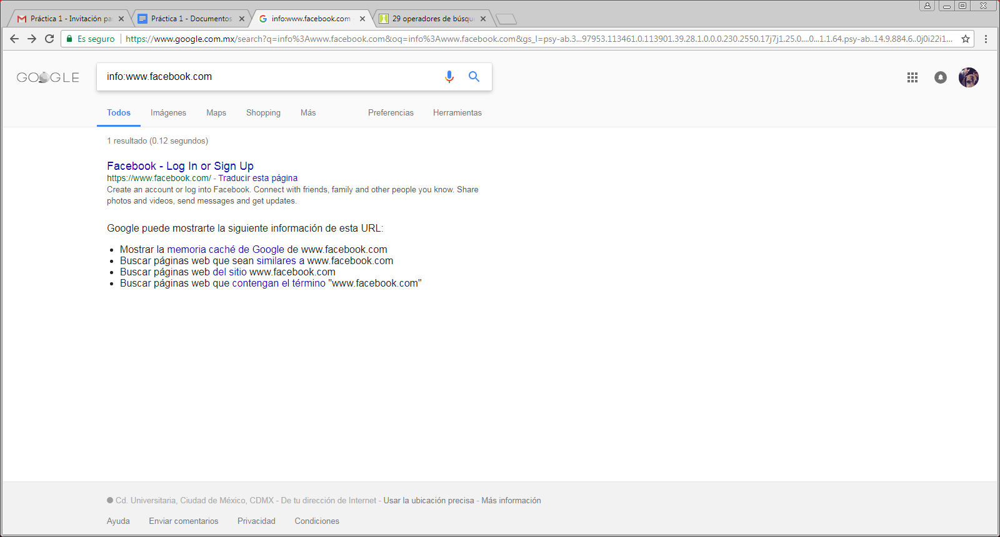 Práctica 1 - Invitación pa
Práctica 1 - Documentos
info:www.facebook.com
29 operadores de búsqu
Es seguro
https://www.google.com.mx/search?q=info%3Awww.facebook.com&oq=info%3Awww.facebook.com&gs_l=psy-ab.3...97953.113461.0.113901.39.28.1.0.0.0.230.2550.17j7j1.25.0....0...1.1.64.psy-ab..14.9.884.6..0j0i22i1...
GOOGLE
info:www.facebook.com
Todos Imágenes Maps Shopping Más Preferencias Herramientas
1 resultado (0.12 segundos)
Facebook - Log In or Sign Up
https://www.facebook.com/ - Traducir esta página
Create an account or log into Facebook. Connect with friends, family and other people you know. Share
photos and videos, send messages and get updates.
Google puede mostrarte la siguiente información de esta URL:
Mostrar la memoria caché de Google de www.facebook.com
Buscar páginas web que sean similares a www.facebook.com
Buscar páginas web del sitio www.facebook.com
Buscar páginas web que contengan el término "www.facebook.com"
Cd. Universitaria, Ciudad de México, CDMX - De tu dirección de Internet - Usar la ubicación precisa - Más información
Ayuda Enviar comentarios Privacidad Condiciones